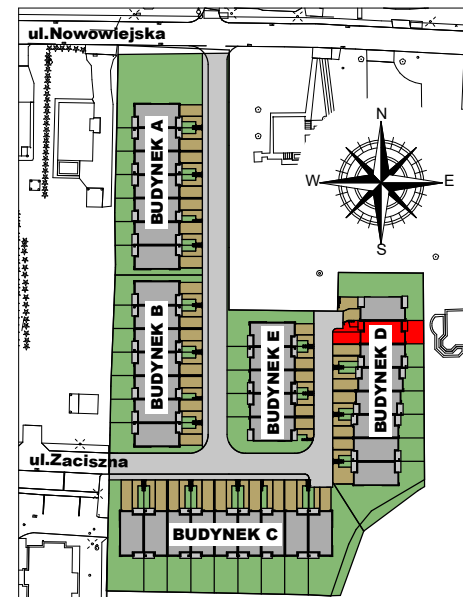 ul.Nowowiejska
BUDYNEK A
N
W
E
S
BUDYNEK B
BUDYNEK E
BUDYNEK D
ul.Zaciszna
BUDYNEK C